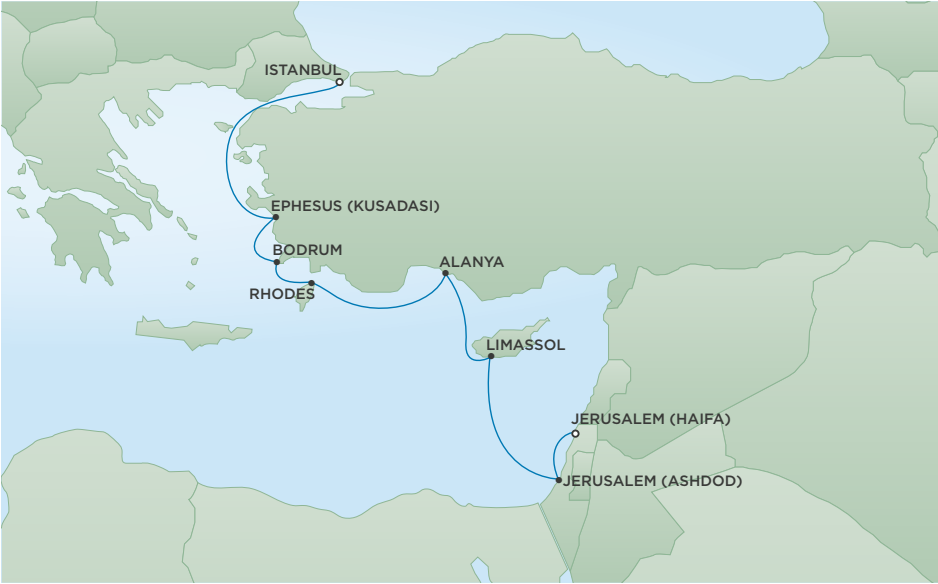 ISTANBUL
EPHESUS (KUSADASI)
BODRUM
ALANYA
RHODES
LIMASSOL
JERUSALEM (HAIFA)
JERUSALEM (ASHDOD)